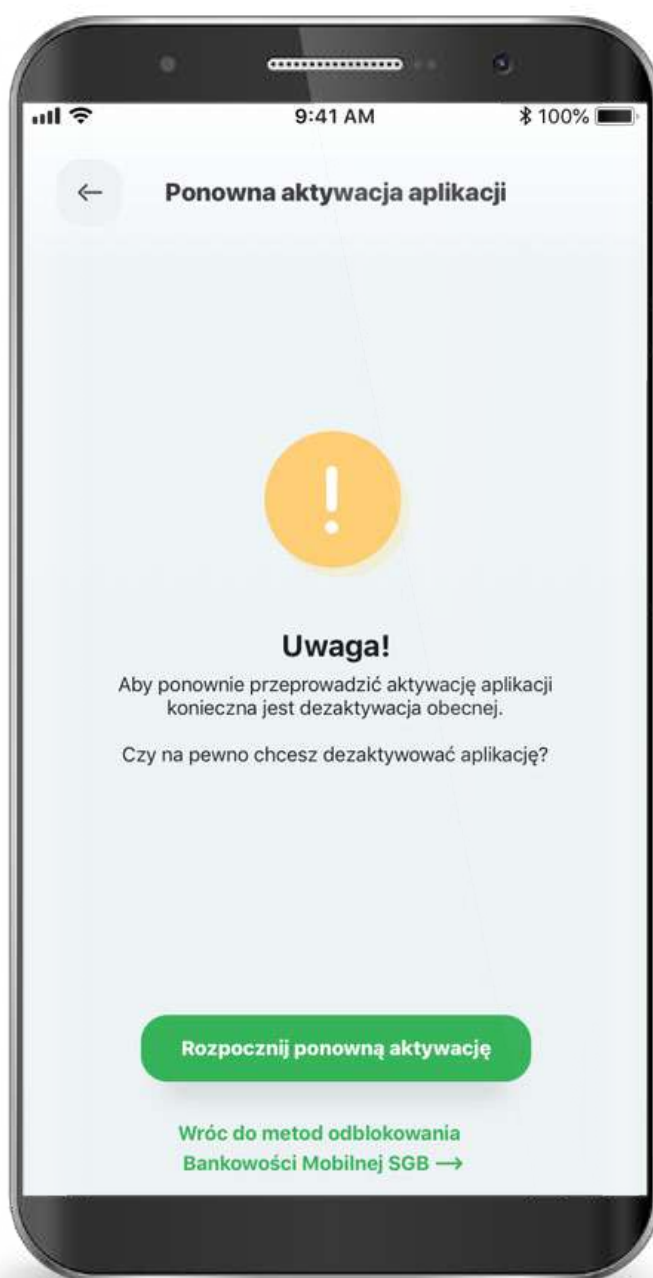 9:41 AM
100%
Ponowna aktywacja aplikacji
Uwaga!
Aby ponownie przeprowadzić aktywację aplikacji
konieczna jest dezaktywacja obecnej.
Czy na pewno chcesz dezaktywować aplikację?
Rozpocznij ponowną aktywację
Wróc do metod odblokowania
Bankowości Mobilnej SGB →